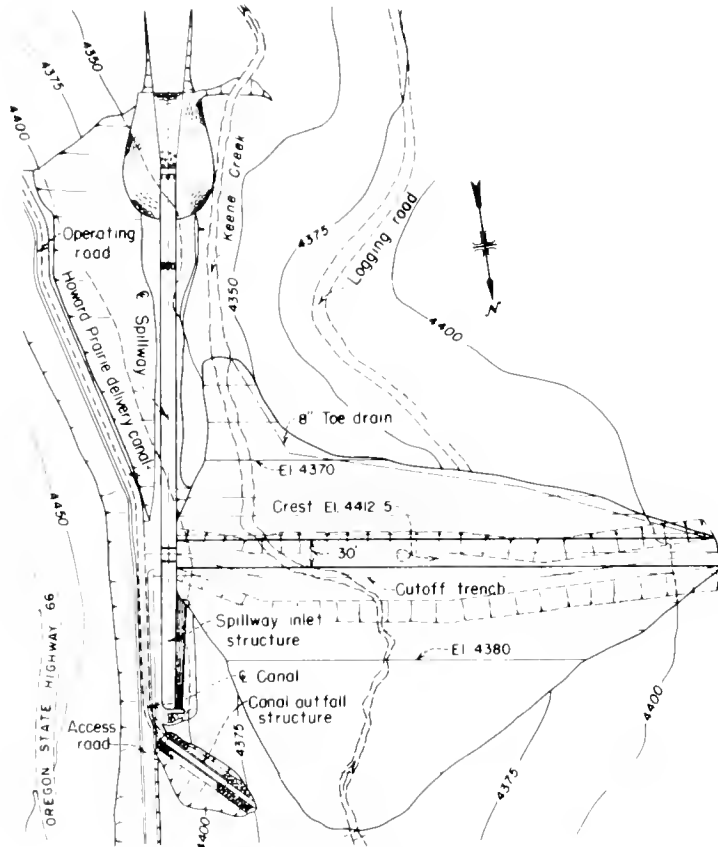 4350
4375
4400
Keene Creek
4375
Logging road
Operating
road
4350
N
Howard Prairie delivery canal
℄ Spillway
4400
8" Toe drain
El 4370
4450
Crest El. 4412 5
30'
Cutoff trench
OREGON STATE HIGHWAY 66
Spillway inlet
structure
El 4380
℄ Canal
Canal outfall
structure
Access
road
4375
4400
4375
4400